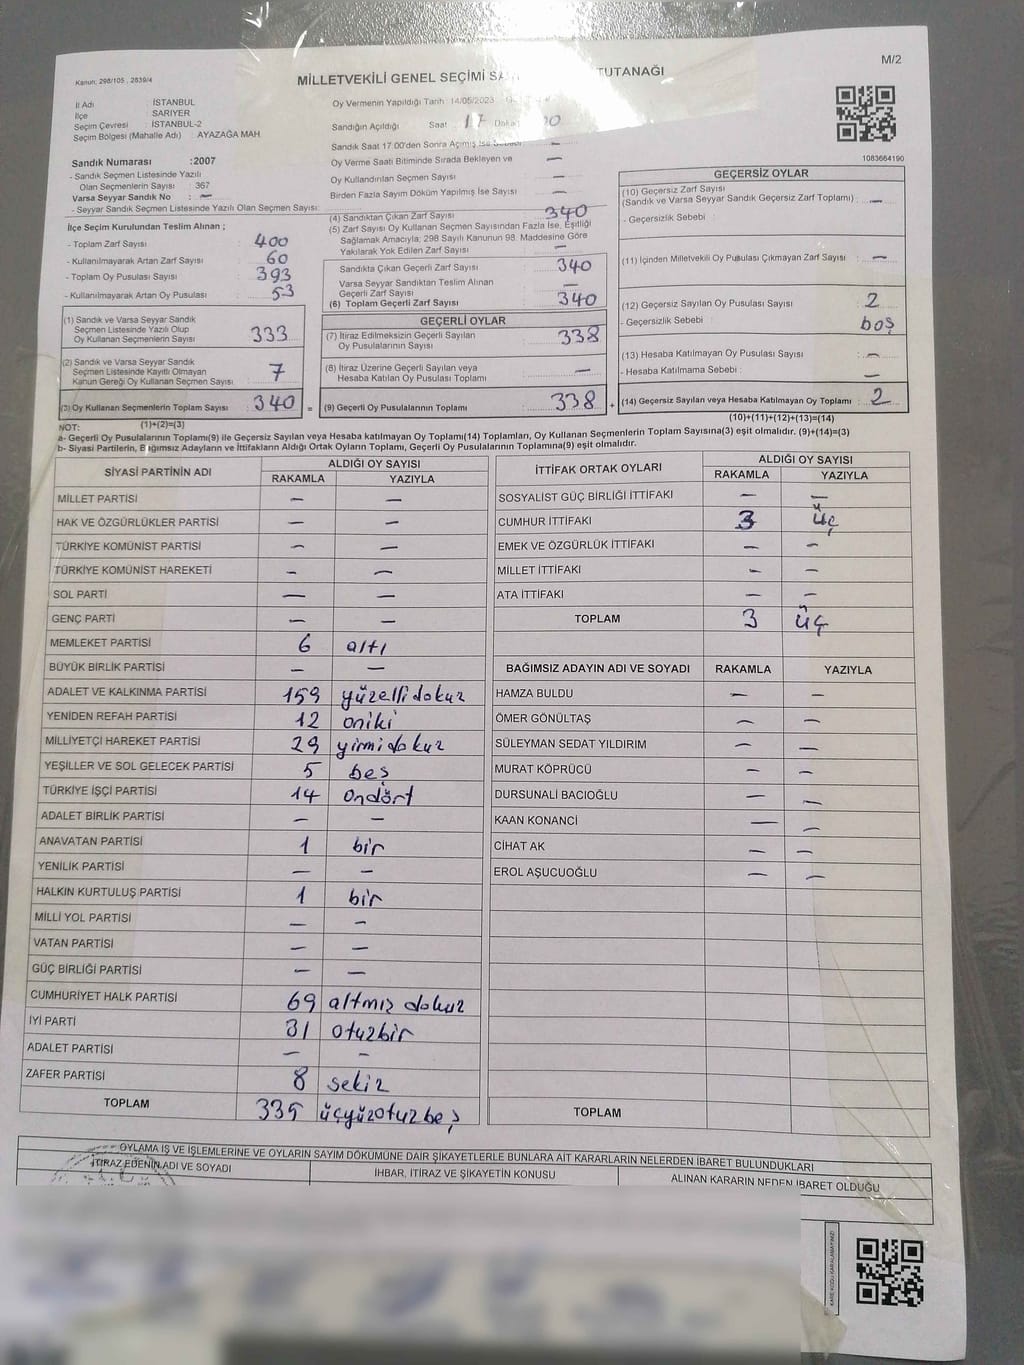 M/2
Kanun; 298/105 , 2839/4
MİLLETVEKİLİ GENEL SEÇİMİ TUTANAĞI
İl Adı : İSTANBUL
İlçe : SARIYER
Seçim Çevresi : İSTANBUL-2
Seçim Bölgesi (Mahalle Adı) : AYAZAĞA MAH.
Sandık Numarası :2007
- Sandık Seçmen Listesinde Yazılı
Olan Seçmenlerin Sayısı : 367
Varsa Seyyar Sandık No : —
- Seyyar Sandık Seçmen Listesinde Yazılı Olan Seçmen Sayısı:
İlçe Seçim Kurulundan Teslim Alınan ;
- Toplam Zarf Sayısı : 400
- Kullanılmayarak Artan Zarf Sayısı : 60
- Toplam Oy Pusulası Sayısı : 393
- Kullanılmayarak Artan Oy Pusulası : 53
(1) Sandık ve Varsa Seyyar Sandık
Seçmen Listesinde Yazılı Olup
Oy Kullanan Seçmenlerin Sayısı : 333
(2) Sandık ve Varsa Seyyar Sandık
Seçmen Listesinde Kayıtlı Olmayan
Kanun Gereği Oy Kullanan Seçmen Sayısı : 7
(3) Oy Kullanan Seçmenlerin Toplam Sayısı : 340 =
(1)+(2)=(3)
Oy Vermenin Yapıldığı Tarih :14/05/2023
Sandığın Açıldığı Saat : 17
Sandık Saat 17.00'den Sonra Açılmış İse Sebebi —
Oy Verme Saati Bitiminde Sırada Bekleyen ve —
Oy Kullandırılan Seçmen Sayısı : —
Birden Fazla Sayım Döküm Yapılmış İse Sayısı : —
(4) Sandıktan Çıkan Zarf Sayısı : 340
(5) Zarf Sayısı Oy Kullanan Seçmen Sayısından Fazla İse, Eşitliği
Sağlamak Amacıyla; 298 Sayılı Kanunun 98. Maddesine Göre
Yakılarak Yok Edilen Zarf Sayısı : —
Sandıkta Çıkan Geçerli Zarf Sayısı : 340
Varsa Seyyar Sandıktan Teslim Alınan
Geçerli Zarf Sayısı : —
(6) Toplam Geçerli Zarf Sayısı : 340
GEÇERLİ OYLAR
(7) İtiraz Edilmeksizin Geçerli Sayılan
Oy Pusulalarının Sayısı : 338
(8) İtiraz Üzerine Geçerli Sayılan veya
Hesaba Katılan Oy Pusulası Toplamı : —
(9) Geçerli Oy Pusulalarının Toplamı : 338 +
1083664190
GEÇERSİZ OYLAR
(10) Geçersiz Zarf Sayısı
(Sandık ve Varsa Seyyar Sandık Geçersiz Zarf Toplamı) : —
- Geçersizlik Sebebi :
(11) İçinden Milletvekili Oy Pusulası Çıkmayan Zarf Sayısı : —
(12) Geçersiz Sayılan Oy Pusulası Sayısı : 2
- Geçersizlik Sebebi : boş
(13) Hesaba Katılmayan Oy Pusulası Sayısı : —
- Hesaba Katılmama Sebebi : —
(14) Geçersiz Sayılan veya Hesaba Katılmayan Oy Toplamı : 2
(10)+(11)+(12)+(13)=(14)
NOT:
a- Geçerli Oy Pusulalarının Toplamı(9) ile Geçersiz Sayılan veya Hesaba katılmayan Oy Toplamı(14) Toplamları, Oy Kullanan Seçmenlerin Toplam Sayısına(3) eşit olmalıdır. (9)+(14)=(3)
b- Siyasi Partilerin, Bağımsız Adayların ve İttifakların Aldığı Ortak Oyların Toplamı, Geçerli Oy Pusulalarının Toplamına(9) eşit olmalıdır.
SİYASİ PARTİNİN ADI ALDIĞI OY SAYISI
RAKAMLA YAZIYLA
MİLLET PARTİSİ — —
HAK VE ÖZGÜRLÜKLER PARTİSİ — —
TÜRKİYE KOMÜNİST PARTİSİ — —
TÜRKİYE KOMÜNİST HAREKETİ — —
SOL PARTİ — —
GENÇ PARTİ — —
MEMLEKET PARTİSİ 6 altı
BÜYÜK BİRLİK PARTİSİ — —
ADALET VE KALKINMA PARTİSİ 159 yüzellidokuz
YENİDEN REFAH PARTİSİ 12 oniki
MİLLİYETÇİ HAREKET PARTİSİ 29 yirmidokuz
YEŞİLLER VE SOL GELECEK PARTİSİ 5 beş
TÜRKİYE İŞÇİ PARTİSİ 14 ondört
ADALET BİRLİK PARTİSİ — —
ANAVATAN PARTİSİ 1 bir
YENİLİK PARTİSİ — —
HALKIN KURTULUŞ PARTİSİ 1 bir
MİLLİ YOL PARTİSİ — —
VATAN PARTİSİ — —
GÜÇ BİRLİĞİ PARTİSİ — —
CUMHURİYET HALK PARTİSİ 69 altmış dokuz
İYİ PARTİ 31 otuzbir
ADALET PARTİSİ — —
ZAFER PARTİSİ 8 sekiz
TOPLAM 335 üçyüzotuzbeş
İTTİFAK ORTAK OYLARI ALDIĞI OY SAYISI
RAKAMLA YAZIYLA
SOSYALİST GÜÇ BİRLİĞİ İTTİFAKI — —
CUMHUR İTTİFAKI 3 üç
EMEK VE ÖZGÜRLÜK İTTİFAKI — —
MİLLET İTTİFAKI — —
ATA İTTİFAKI — —
TOPLAM 3 üç
BAĞIMSIZ ADAYIN ADI VE SOYADI RAKAMLA YAZIYLA
HAMZA BULDU — —
ÖMER GÖNÜLTAŞ — —
SÜLEYMAN SEDAT YILDIRIM — —
MURAT KÖPRÜCÜ — —
DURSUNALİ BACIOĞLU — —
KAAN KONANCİ — —
CİHAT AK — —
EROL AŞUCUOĞLU — —
TOPLAM
OYLAMA İŞ VE İŞLEMLERİNE VE OYLARIN SAYIM DÖKÜMÜNE DAİR ŞİKAYETLERLE BUNLARA AİT KARARLARIN NELERDEN İBARET BULUNDUKLARI
İTİRAZ EDENİN ADI VE SOYADI İHBAR, İTİRAZ VE ŞİKAYETİN KONUSU ALINAN KARARIN NEDEN İBARET OLDUĞU